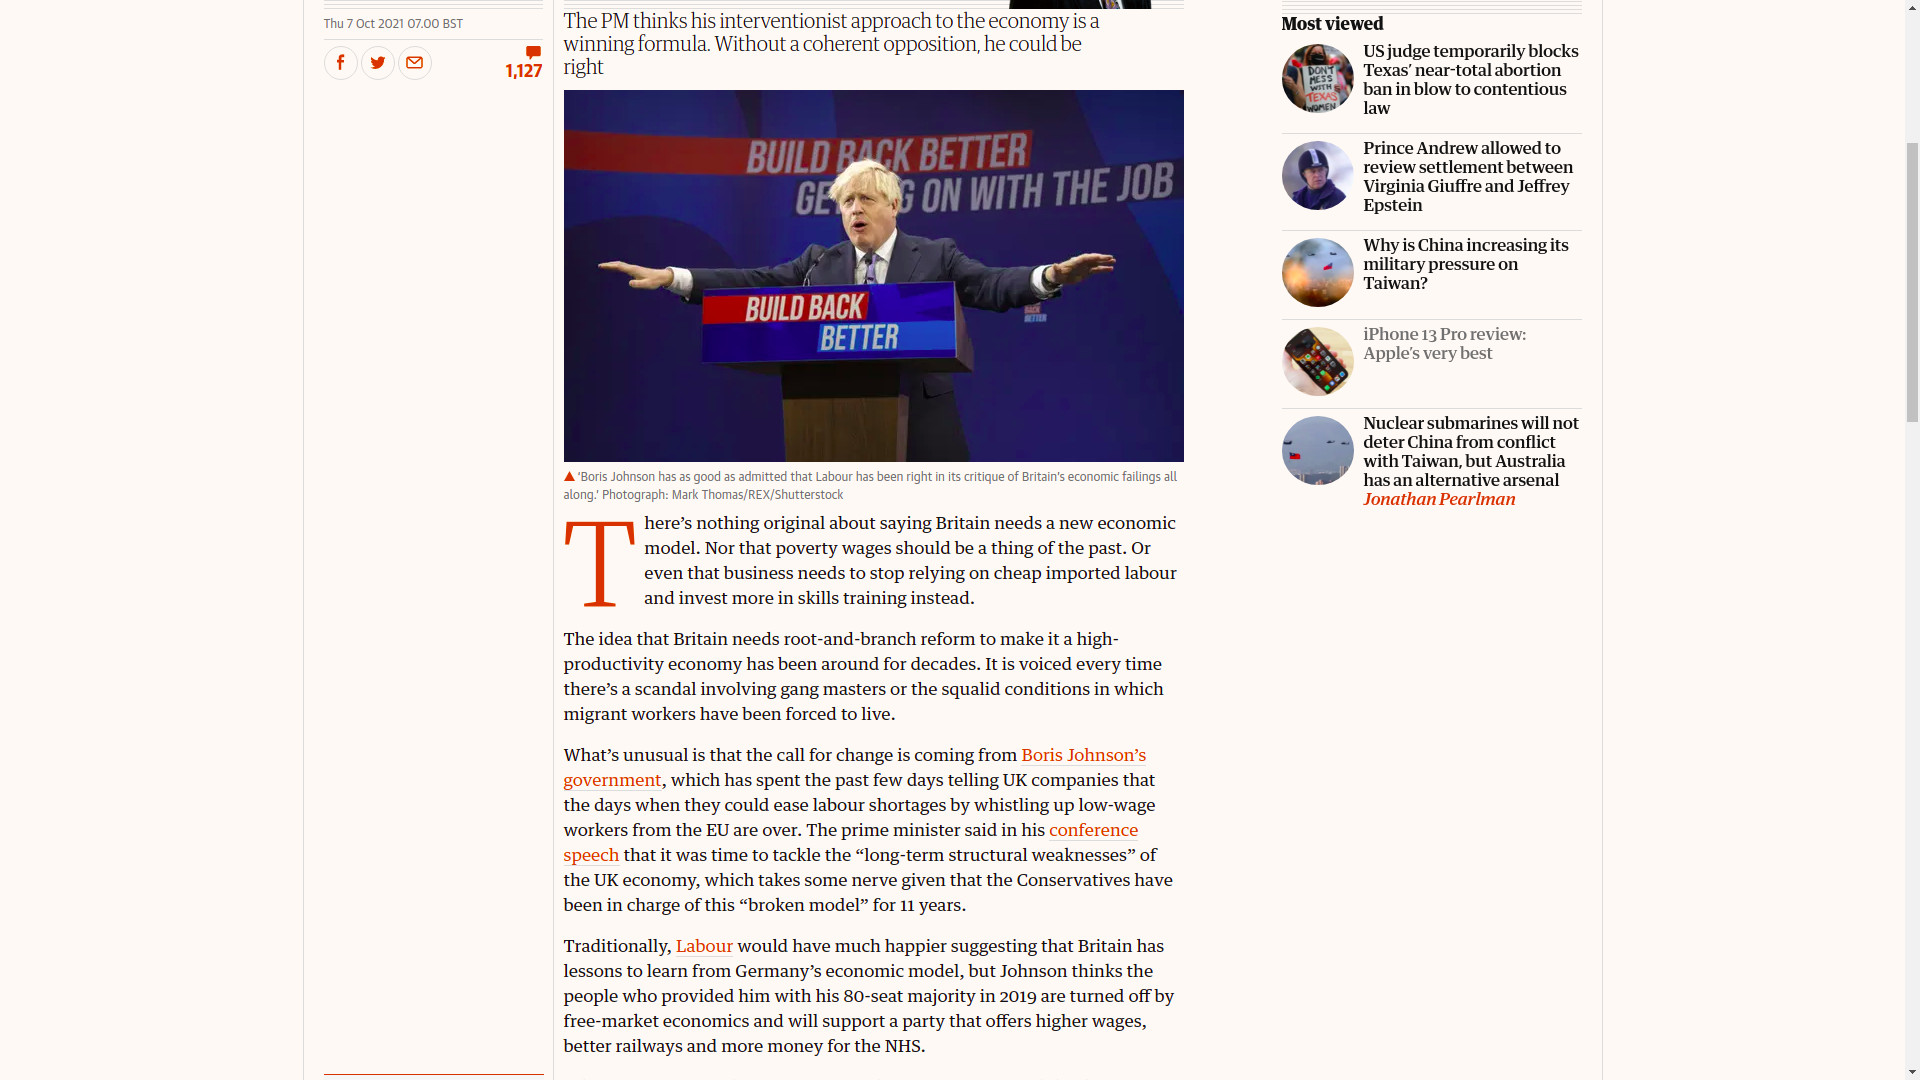 Thu 7 Oct 2021 07.00 BST
1,127
The PM thinks his interventionist approach to the economy is a
winning formula. Without a coherent opposition, he could be
right
BUILD BACK BETTER
GETTING ON WITH THE JOB
BUILD BACK
BETTER
BACK
BETTER
‘Boris Johnson has as good as admitted that Labour has been right in its critique of Britain’s economic failings all
along.’ Photograph: Mark Thomas/REX/Shutterstock
There’s nothing original about saying Britain needs a new economic
model. Nor that poverty wages should be a thing of the past. Or
even that business needs to stop relying on cheap imported labour
and invest more in skills training instead.
The idea that Britain needs root-and-branch reform to make it a high-
productivity economy has been around for decades. It is voiced every time
there’s a scandal involving gang masters or the squalid conditions in which
migrant workers have been forced to live.
What’s unusual is that the call for change is coming from Boris Johnson’s
government, which has spent the past few days telling UK companies that
the days when they could ease labour shortages by whistling up low-wage
workers from the EU are over. The prime minister said in his conference
speech that it was time to tackle the “long-term structural weaknesses” of
the UK economy, which takes some nerve given that the Conservatives have
been in charge of this “broken model” for 11 years.
Traditionally, Labour would have much happier suggesting that Britain has
lessons to learn from Germany’s economic model, but Johnson thinks the
people who provided him with his 80-seat majority in 2019 are turned off by
free-market economics and will support a party that offers higher wages,
better railways and more money for the NHS.
Most viewed
DON'T
MESS
WITH
TEXAS
WOMEN
US judge temporarily blocks
Texas’ near-total abortion
ban in blow to contentious
law
Prince Andrew allowed to
review settlement between
Virginia Giuffre and Jeffrey
Epstein
Why is China increasing its
military pressure on
Taiwan?
iPhone 13 Pro review:
Apple’s very best
Nuclear submarines will not
deter China from conflict
with Taiwan, but Australia
has an alternative arsenal
Jonathan Pearlman